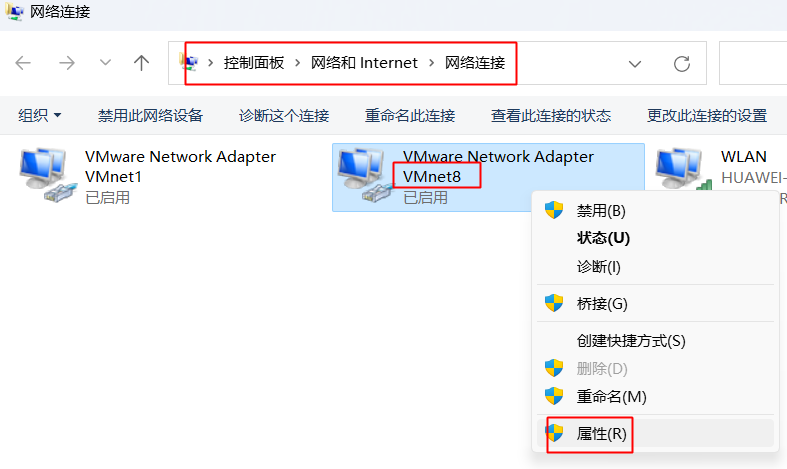 网络连接
控制面板 > 网络和 Internet > 网络连接
组织 禁用此网络设备 诊断这个连接 重命名此连接 查看此连接的状态 更改此连接的设置
VMware Network Adapter
VMnet1
已启用
VMware Network Adapter
VMnet8
已启用
WLAN
HUAWEI-
禁用(B)
状态(U)
诊断(I)
桥接(G)
创建快捷方式(S)
删除(D)
重命名(M)
属性(R)